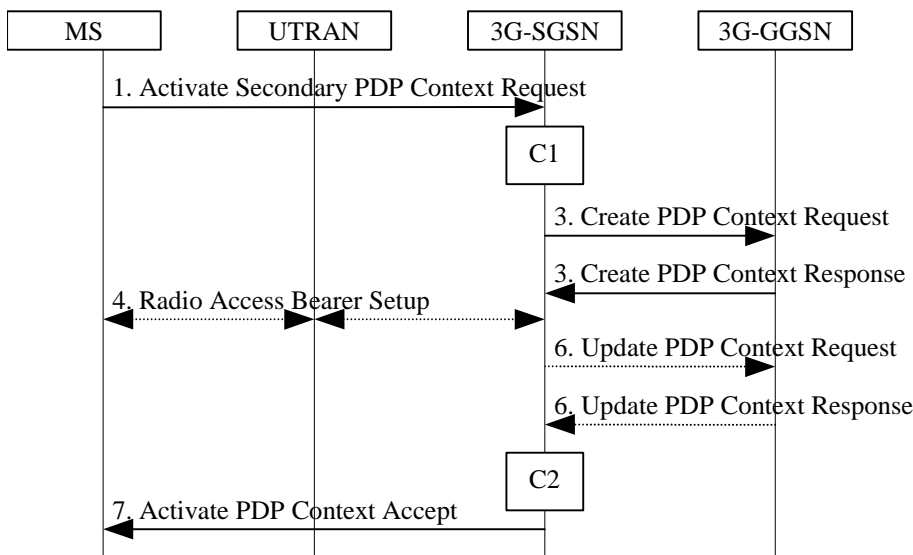 MS
UTRAN
3G-SGSN
3G-GGSN
1. Activate Secondary PDP Context Request
C1
3. Create PDP Context Request
3. Create PDP Context Response
4. Radio Access Bearer Setup
6. Update PDP Context Request
6. Update PDP Context Response
C2
7. Activate PDP Context Accept